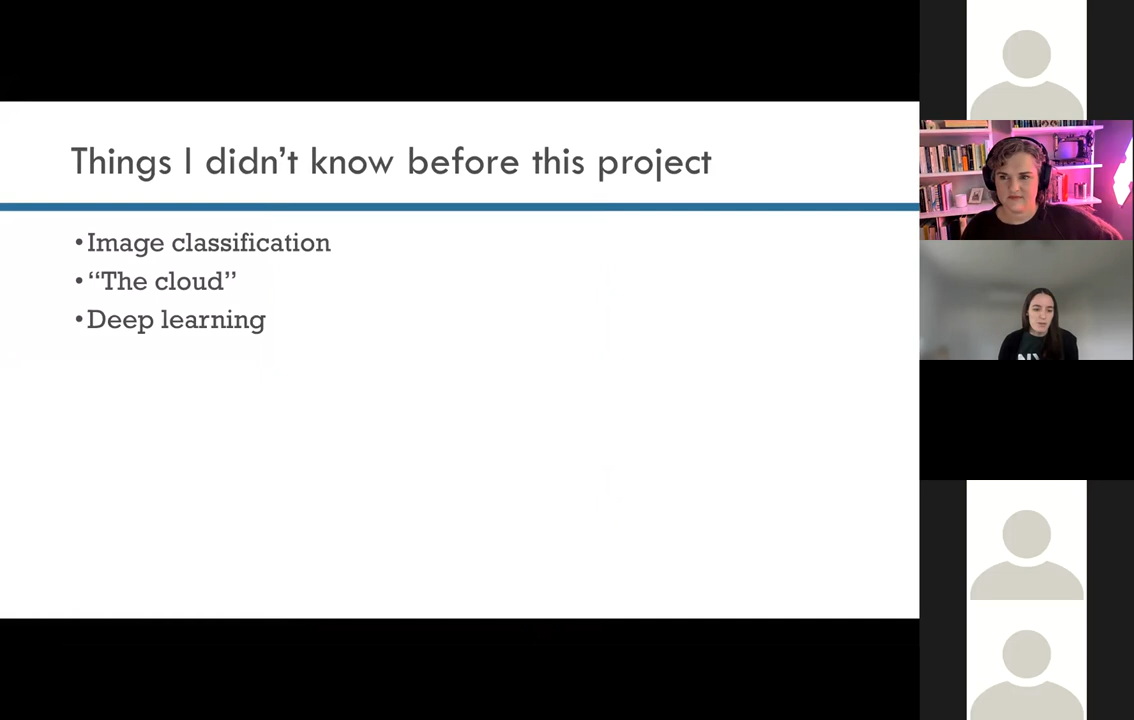 Things I didn’t know before this project
•Image classification
•“The cloud”
•Deep learning